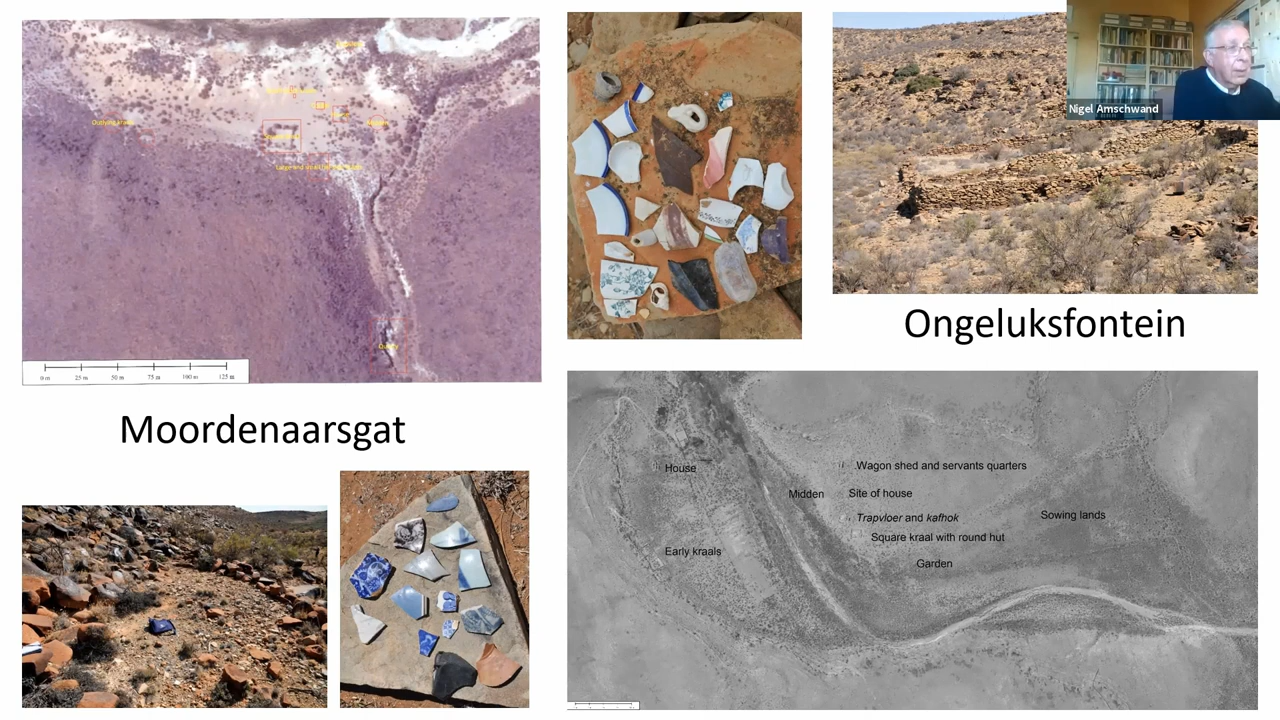 Nigel Amschwand
Ongeluksfontein
Moordenaarsgat
0 m 25 m 50 m 75 m 100 m 125 m
House
Wagon shed and servants quarters
Midden
Site of house
Trapvloer and kafhok
Sowing lands
Square kraal with round hut
Early kraals
Garden